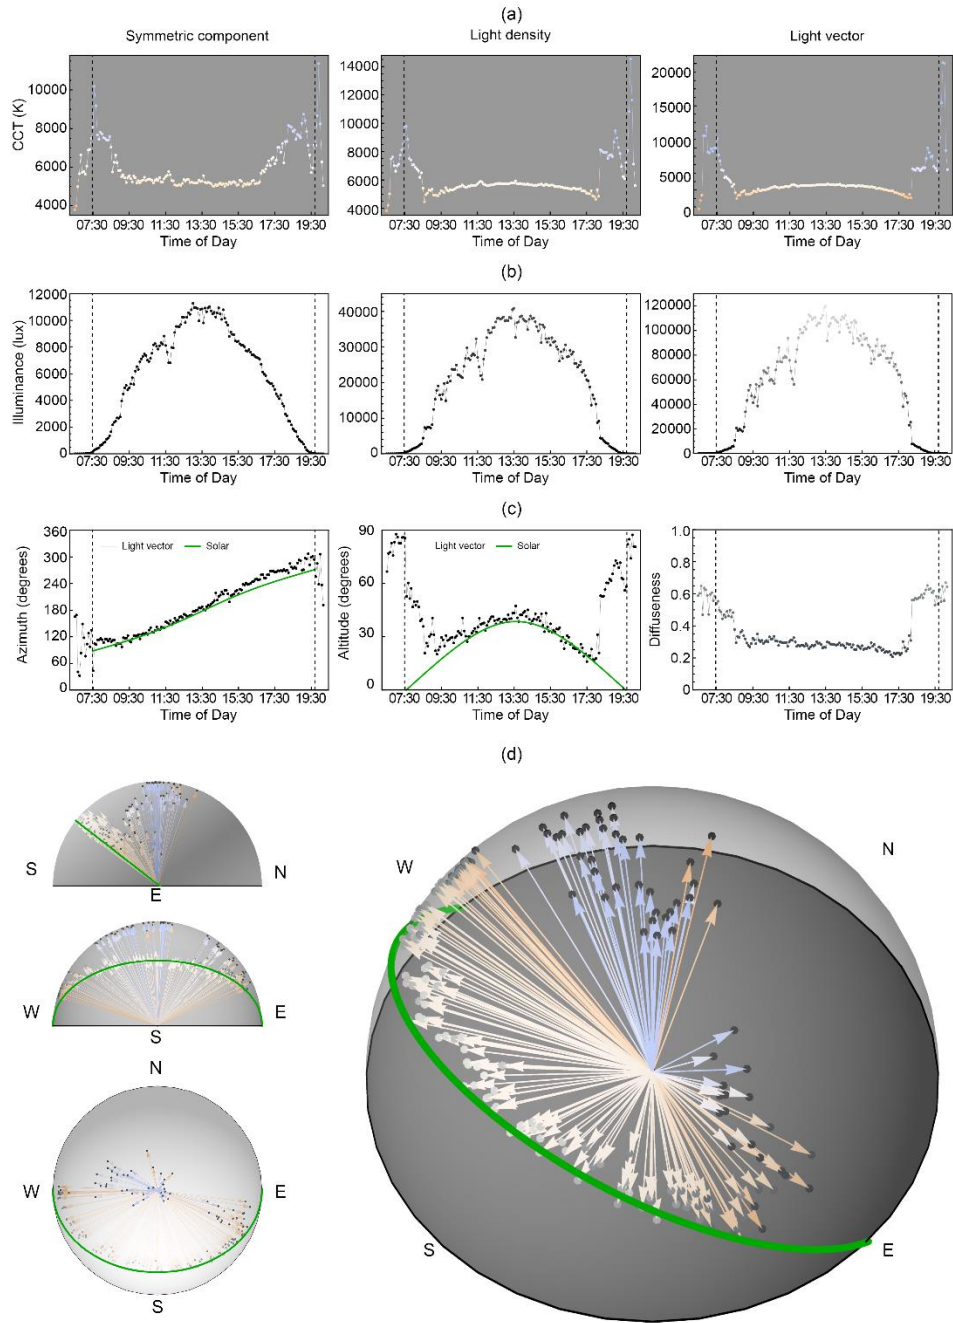 (a)
Symmetric component
Light density
Light vector
CCT (K)
10000
8000
6000
4000
07:30 09:30 11:30 13:30 15:30 17:30 19:30
Time of Day
14000
12000
10000
8000
6000
4000
07:30 09:30 11:30 13:30 15:30 17:30 19:30
Time of Day
20000
15000
10000
5000
0
07:30 09:30 11:30 13:30 15:30 17:30 19:30
Time of Day
(b)
Illuminance (lux)
12000
10000
8000
6000
4000
2000
0
07:30 09:30 11:30 13:30 15:30 17:30 19:30
Time of Day
40000
30000
20000
10000
0
07:30 09:30 11:30 13:30 15:30 17:30 19:30
Time of Day
120000
100000
80000
60000
40000
20000
0
07:30 09:30 11:30 13:30 15:30 17:30 19:30
Time of Day
(c)
Azimuth (degrees)
360
300
240
180
120
60
0
Light vector Solar
07:30 09:30 11:30 13:30 15:30 17:30 19:30
Time of Day
Altitude (degrees)
90
60
30
0
Light vector Solar
07:30 09:30 11:30 13:30 15:30 17:30 19:30
Time of Day
Diffuseness
1.0
0.8
0.6
0.4
0.2
0
07:30 09:30 11:30 13:30 15:30 17:30 19:30
Time of Day
(d)
S
E
N
W
S
E
N
W
E
S
W
N
S
E